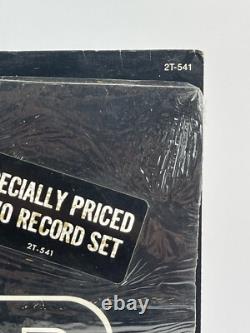 2T-541
ECIALLY PRICED
O RECORD SET
2T-541